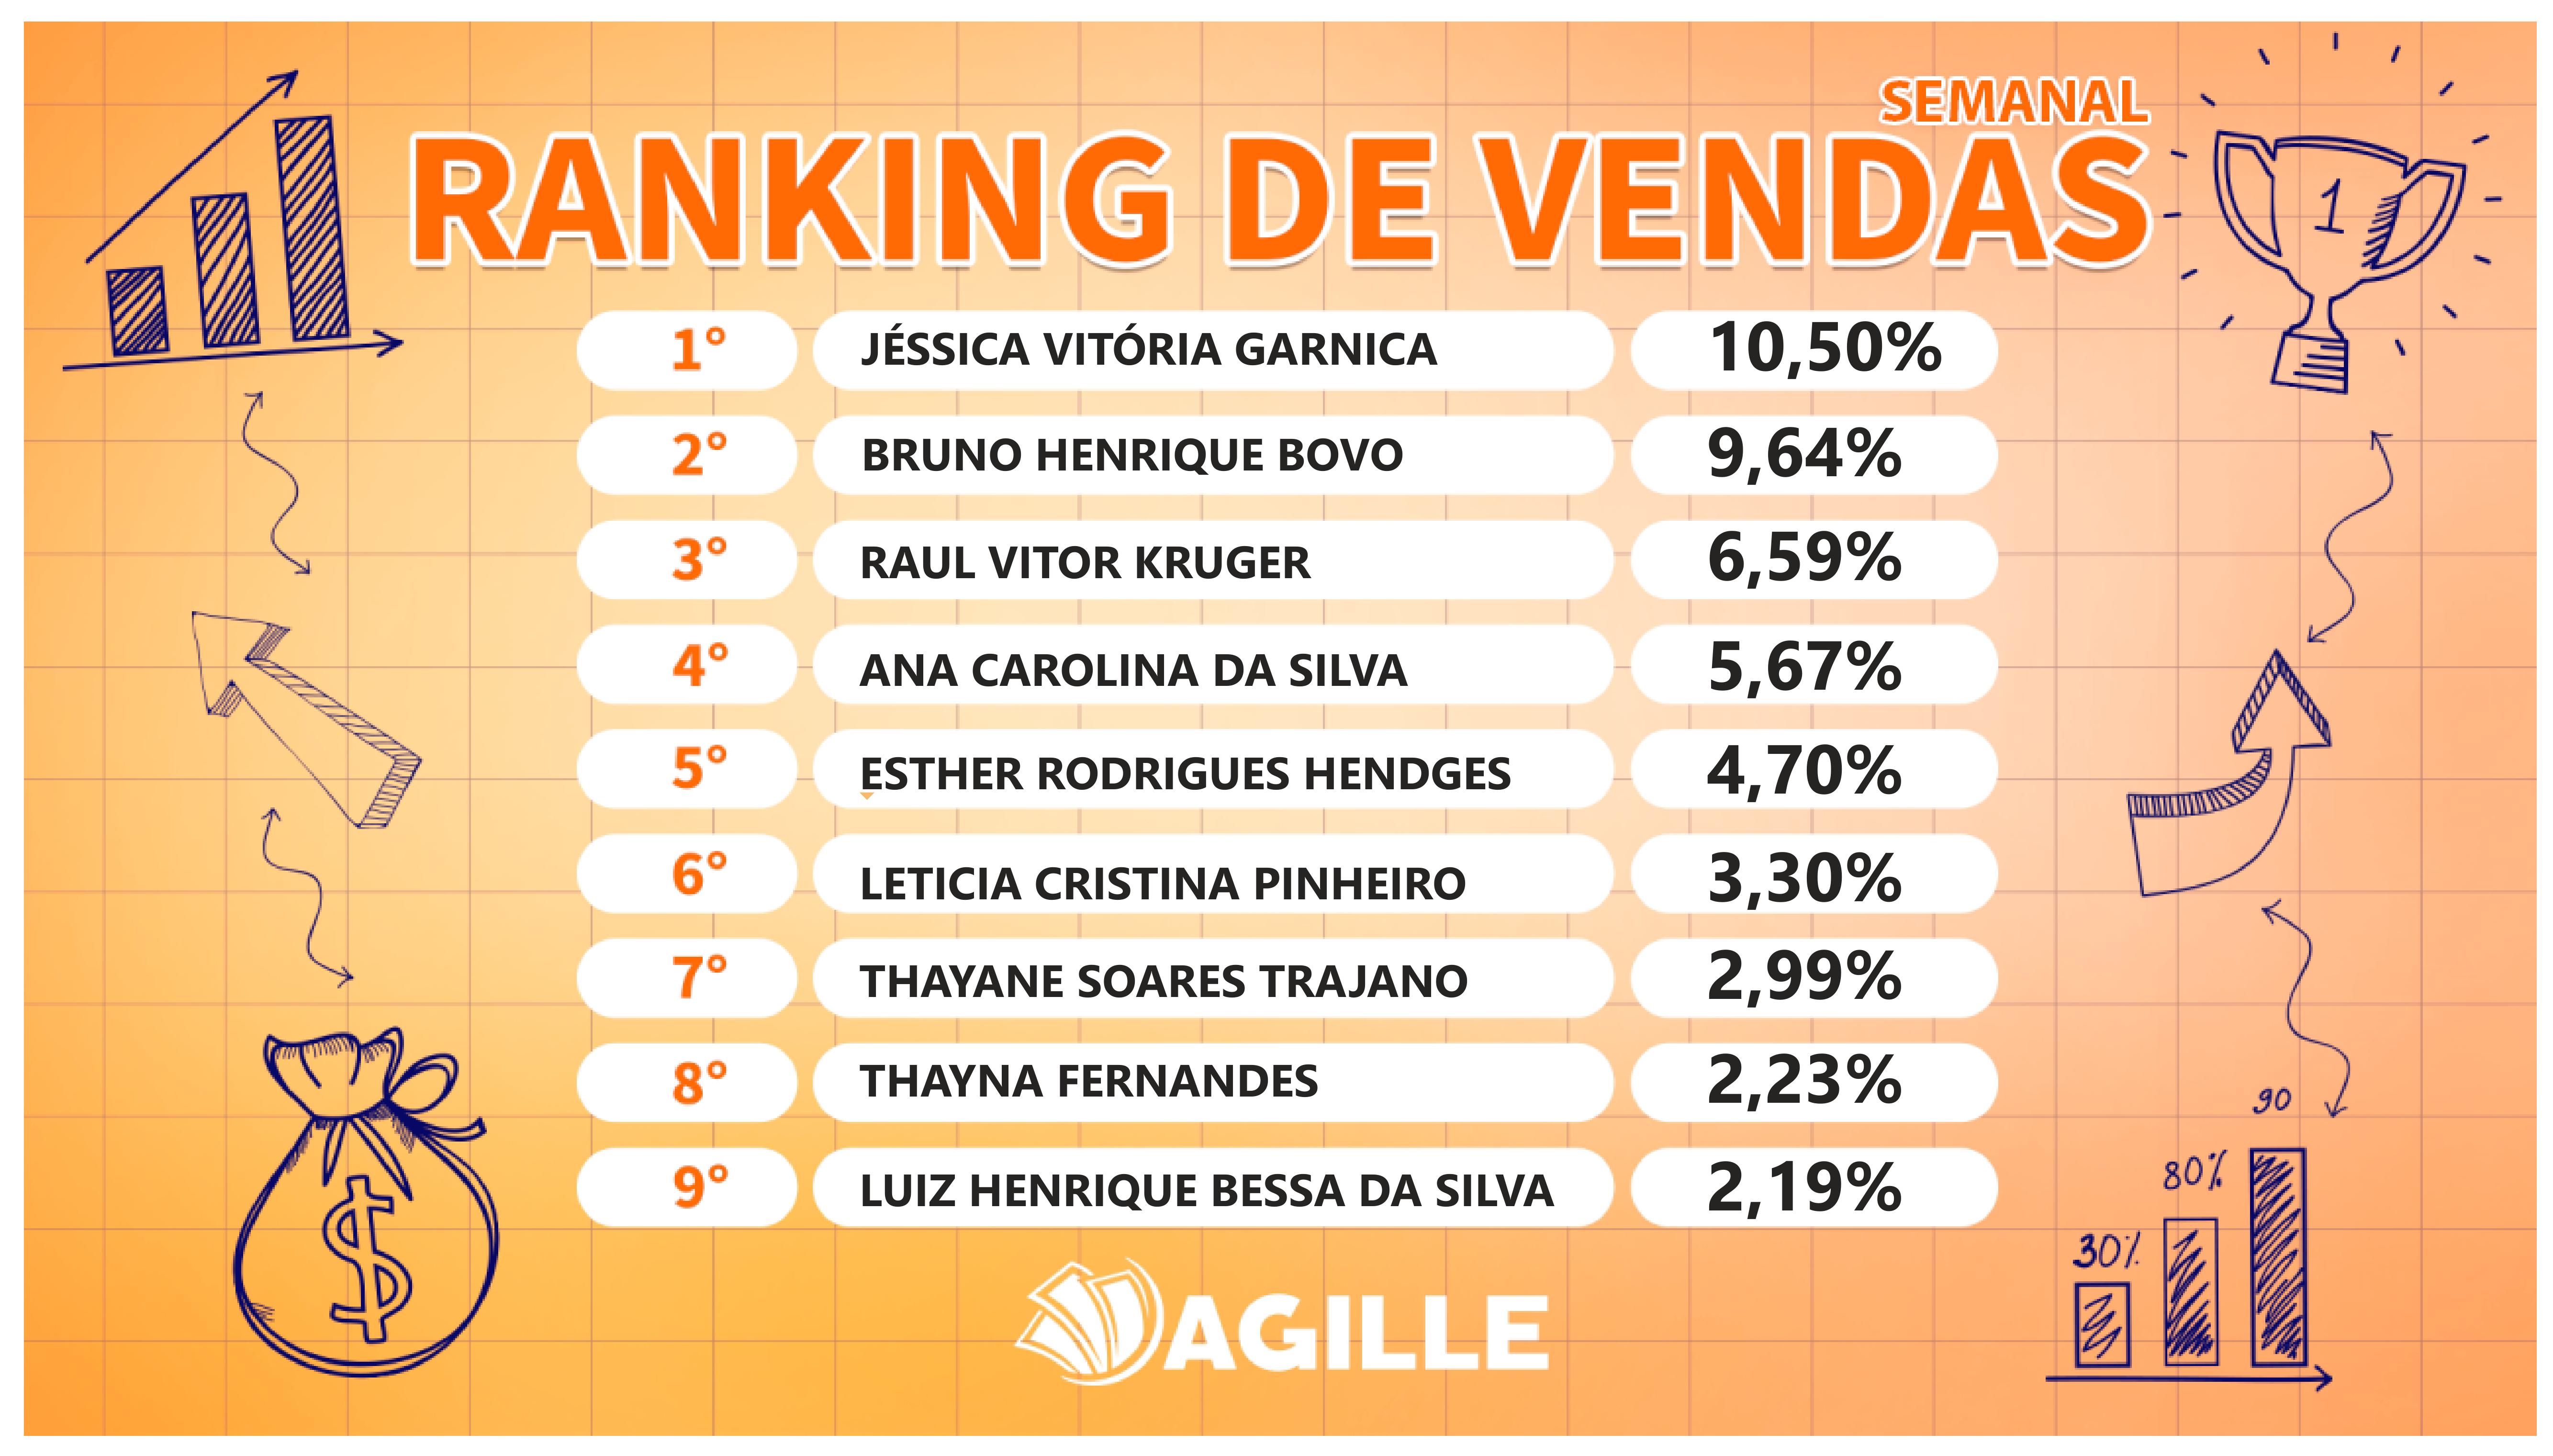 SEMANAL
RANKING DE VENDAS
1
1° JÉSSICA VITÓRIA GARNICA 10,50%
2° BRUNO HENRIQUE BOVO 9,64%
3° RAUL VITOR KRUGER 6,59%
4° ANA CAROLINA DA SILVA 5,67%
5° ESTHER RODRIGUES HENDGES 4,70%
6° LETICIA CRISTINA PINHEIRO 3,30%
7° THAYANE SOARES TRAJANO 2,99%
8° THAYNA FERNANDES 2,23%
9° LUIZ HENRIQUE BESSA DA SILVA 2,19%
90
80%
30%
$
AGILLE